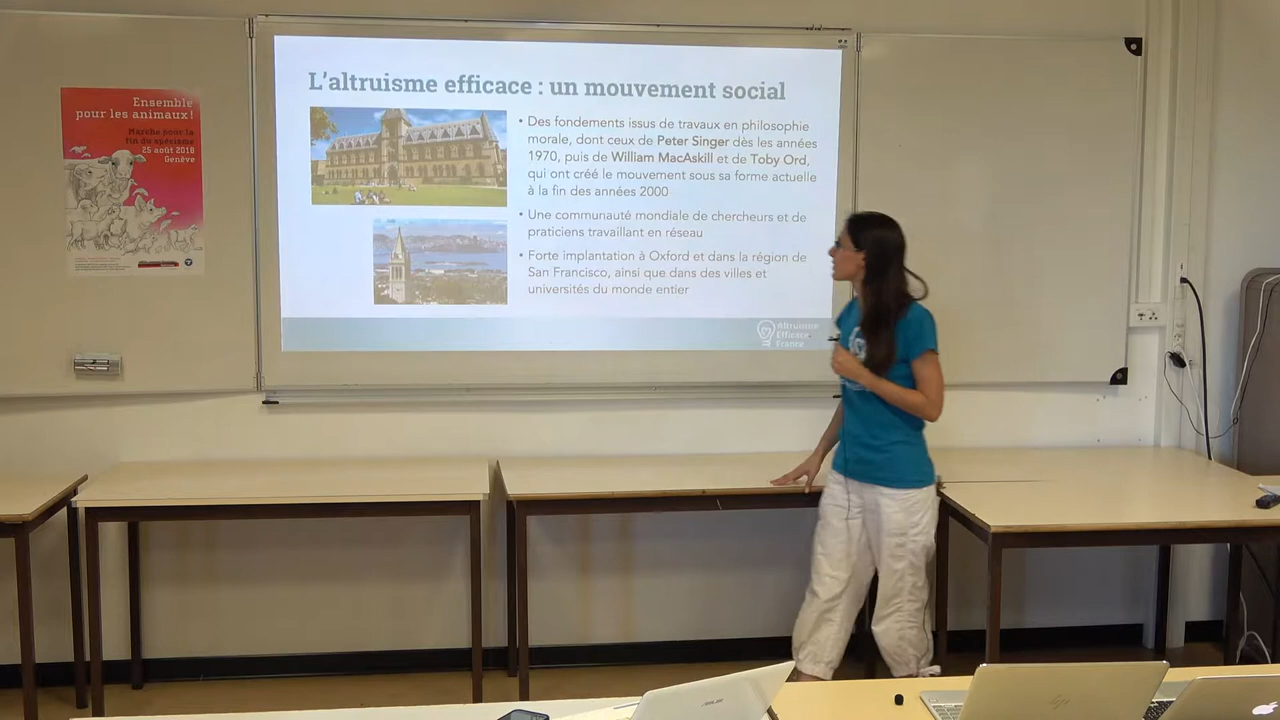 Ensemble
pour les animaux!
Marche pour la
fin du spécisme
25 août 2018
Genève
L'altruisme efficace : un mouvement social
• Des fondements issus de travaux en philosophie
morale, dont ceux de Peter Singer dès les années
1970, puis de William MacAskill et de Toby Ord,
qui ont créé le mouvement sous sa forme actuelle
à la fin des années 2000
• Une communauté mondiale de chercheurs et de
praticiens travaillant en réseau
• Forte implantation à Oxford et dans la région de
San Francisco, ainsi que dans des villes et
universités du monde entier
Altruisme
Efficace
France
ASUS
hp